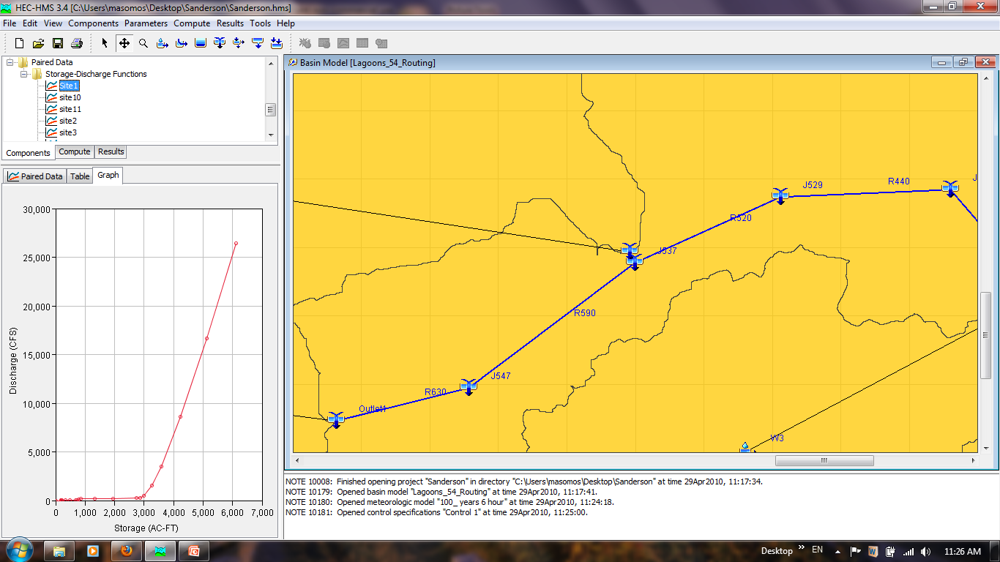 HEC-HMS 3.4 [C:\Users\masomos\Desktop\Sanderson\Sanderson.hms]
File Edit View Components Parameters Compute Results Tools Help
Paired Data
Storage-Discharge Functions
Site1
site10
site11
site2
site3
Components Compute Results
Paired Data Table Graph
30,000
25,000
20,000
15,000
10,000
5,000
0
Discharge (CFS)
0 1,000 2,000 3,000 4,000 5,000 6,000 7,000
Storage (AC-FT)
Basin Model [Lagoons_54_Routing]
J529
R440
J
R520
J537
R590
J547
R630
Outlet1
W3
NOTE 10008: Finished opening project "Sanderson" in directory "C:\Users\masomos\Desktop\Sanderson" at time 29Apr2010, 11:17:34.
NOTE 10179: Opened basin model "Lagoons_54_Routing" at time 29Apr2010, 11:17:41.
NOTE 10180: Opened meteorologic model "100_ years 6 hour" at time 29Apr2010, 11:24:18.
NOTE 10181: Opened control specifications "Control 1" at time 29Apr2010, 11:25:00.
Desktop » EN 11:26 AM